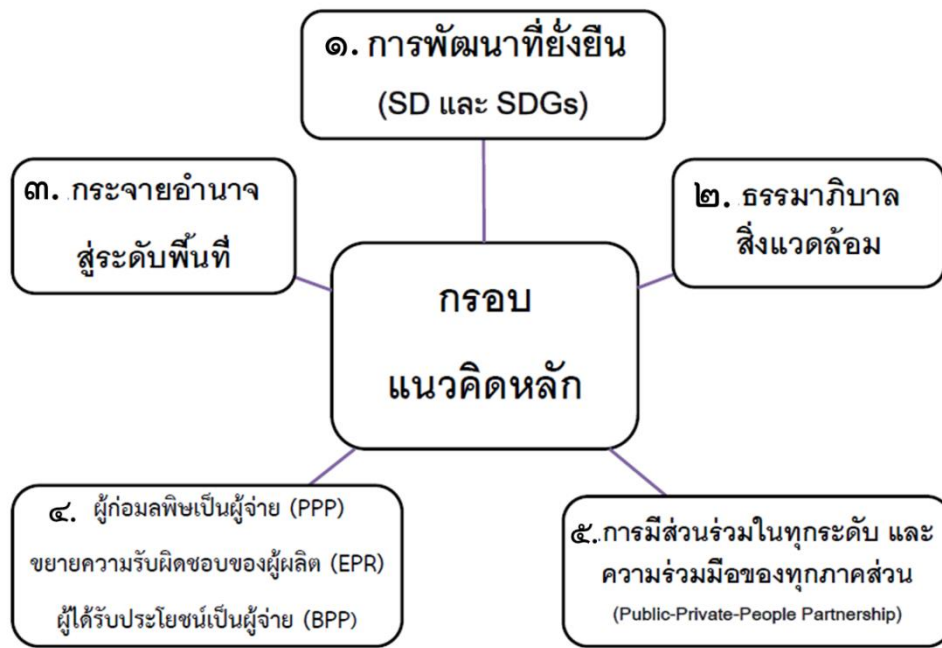 ๑. การพัฒนาที่ยั่งยืน
(SD และ SDGs)
๓. กระจายอำนาจ
สู่ระดับพื้นที่
๒. ธรรมาภิบาล
สิ่งแวดล้อม
กรอบ
แนวคิดหลัก
๔. ผู้ก่อมลพิษเป็นผู้จ่าย (PPP)
ขยายความรับผิดชอบของผู้ผลิต (EPR)
ผู้ได้รับประโยชน์เป็นผู้จ่าย (BPP)
๕. การมีส่วนร่วมในทุกระดับ และ
ความร่วมมือของทุกภาคส่วน
(Public-Private-People Partnership)